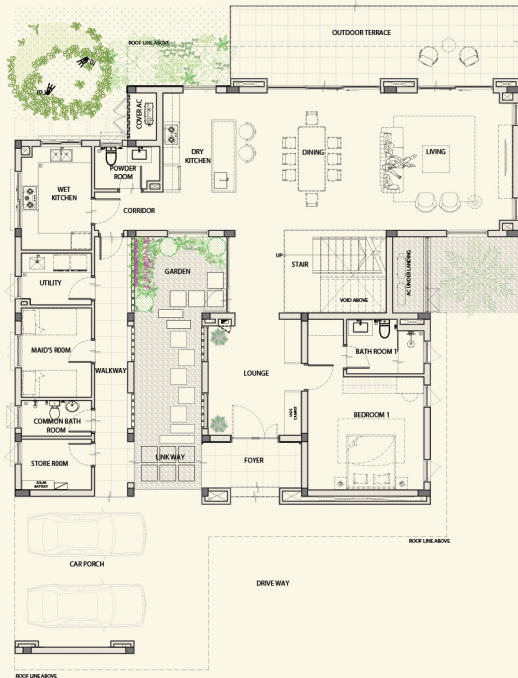 OUTDOOR TERRACE
ROOF LINE ABOVE
COVER AC
DRY
KITCHEN
DINING
LIVING
POWDER
ROOM
WET
KITCHEN
CORRIDOR
UP
STAIR
AC UNDER LANDING
GARDEN
UTILITY
VOID ABOVE
MAID'S ROOM
BATH ROOM 1
WALKWAY
LOUNGE
COMMON BATH
ROOM
BEDROOM 1
LINK WAY
STORE ROOM
FOYER
SOLAR
BATTERY
ROOF LINE ABOVE
CAR PORCH
DRIVE WAY
ROOF LINE ABOVE